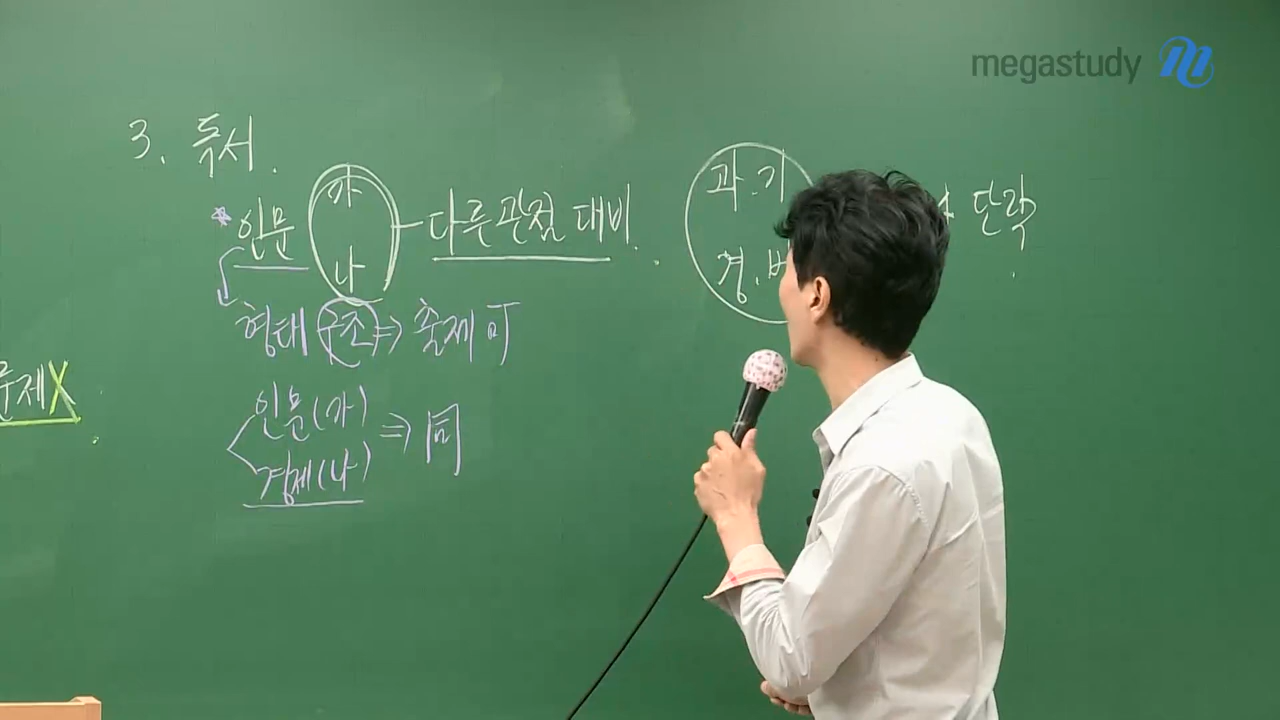 megastudy
3. 독서.
가
* 인문 - 다른 관점 대비.
나
과.기
경.
단락
형태 구조 => 출제 可
문제X
인문(가)
=> 同
경제(나)